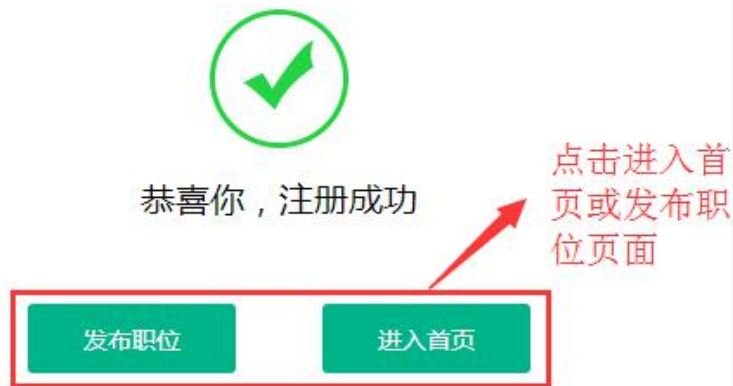 恭喜你，注册成功
点击进入首
页或发布职
位页面
发布职位
进入首页